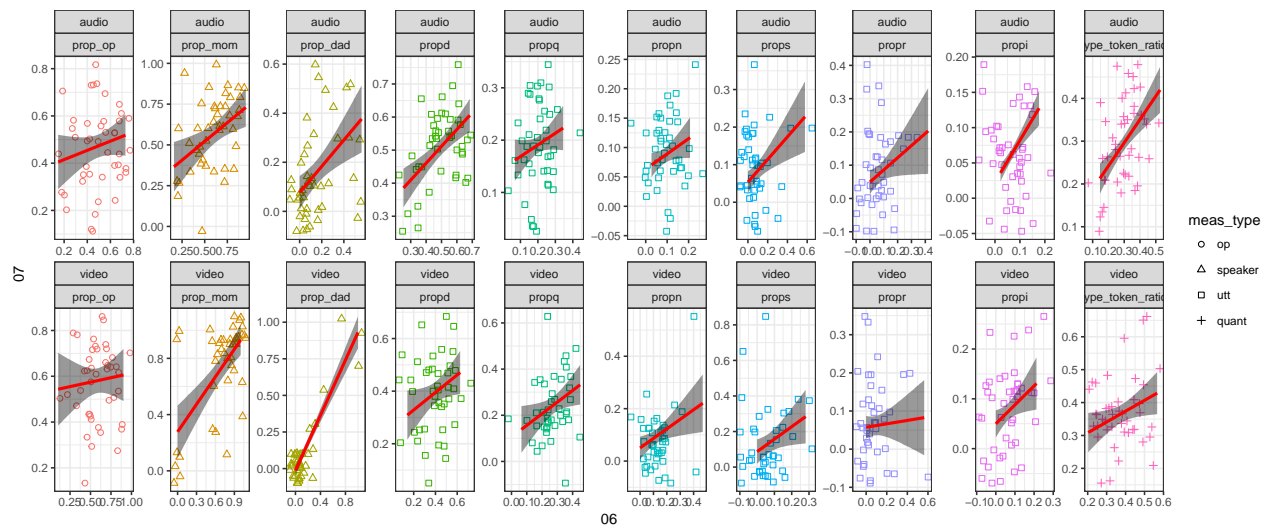 audio audio audio audio audio audio audio audio audio audio
prop_op prop_mom prop_dad propd propq propn props propr propi ype_token_ratio
0.8 0.6 0.4 0.2
1.00 0.75 0.50 0.25 0.00
0.6 0.4 0.2 0.0
0.7 0.6 0.5 0.4 0.3
0.3 0.2 0.1
0.25 0.20 0.15 0.10 0.05 0.00 −0.05
0.3 0.2 0.1 0.0 −0.1
0.4 0.3 0.2 0.1 0.0 −0.1
0.20 0.15 0.10 0.05 0.00 −0.05
0.4 0.3 0.2 0.1
0.2 0.4 0.6 0.8
0.25 0.50 0.75
0.0 0.2 0.4
0.3 0.4 0.5 0.6 0.7
0.1 0.2 0.3 0.4
0.0 0.1 0.2
0.0 0.2 0.4 0.6
−0.1 0.0 0.1 0.2 0.3
0.0 0.1 0.2
0.1 0.2 0.3 0.4 0.5
07
video video video video video video video video video video
prop_op prop_mom prop_dad propd propq propn props propr propi ype_token_ratio
0.8 0.6 0.4 0.2
0.8 0.4 0.0
1.00 0.75 0.50 0.25 0.00
0.6 0.4 0.2
0.6 0.4 0.2 0.0
0.4 0.2 0.0
0.75 0.50 0.25 0.00
0.3 0.2 0.1 0.0 −0.1
0.2 0.1 0.0
0.6 0.5 0.4 0.3 0.2
0.25 0.50 0.75 1.00
0.0 0.3 0.6 0.9
0.0 0.5 1.0
0.2 0.4 0.6
0.0 0.2 0.4
0.0 0.2 0.4
−0.1 0.0 0.1 0.2 0.3
0.0 0.2 0.4 0.6
−0.1 0.0 0.1 0.2 0.3
0.2 0.3 0.4 0.5 0.6
06
meas_type
op
speaker
utt
quant